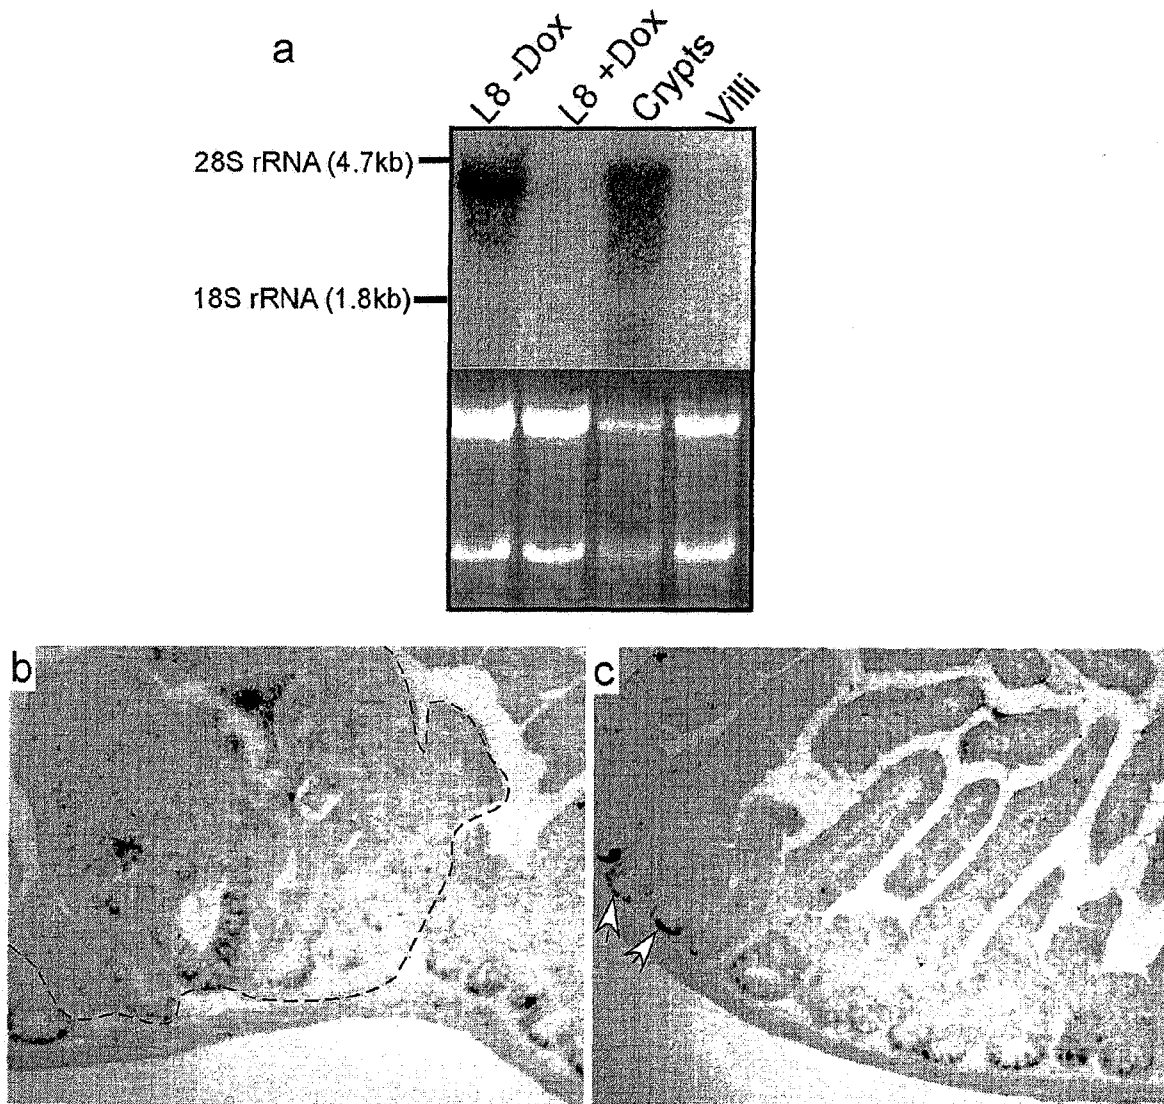 a
L8 -Dox
L8 +Dox
Crypts
Villi
28S rRNA (4.7kb)
18S rRNA (1.8kb)
b
c